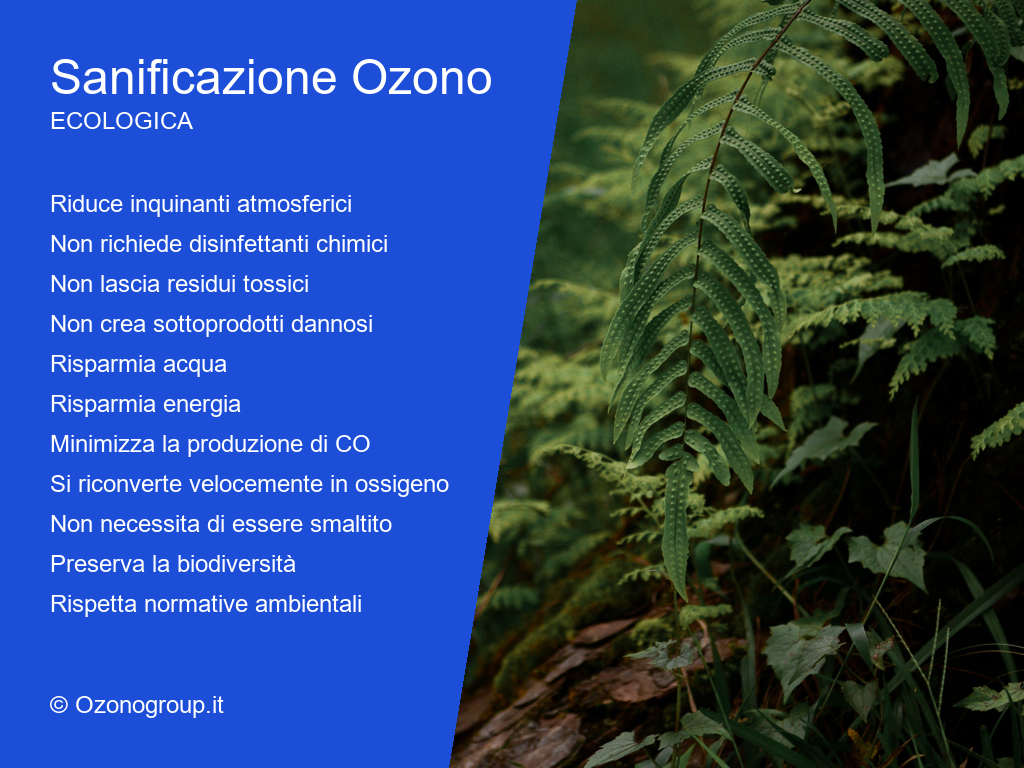 Sanificazione Ozono
ECOLOGICA
Riduce inquinanti atmosferici
Non richiede disinfettanti chimici
Non lascia residui tossici
Non crea sottoprodotti dannosi
Risparmia acqua
Risparmia energia
Minimizza la produzione di CO
Si riconverte velocemente in ossigeno
Non necessita di essere smaltito
Preserva la biodiversità
Rispetta normative ambientali
© Ozonogroup.it